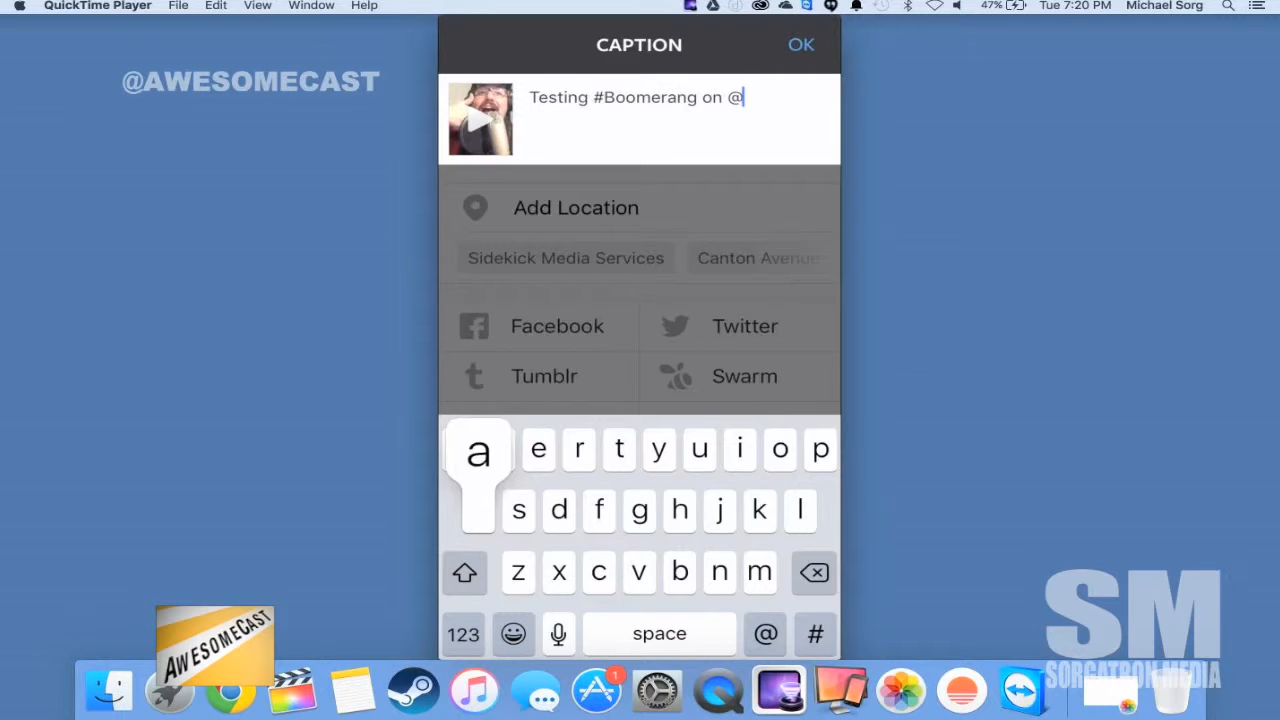 QuickTime Player File Edit View Window Help 47% Tue 7:20 PM Michael Sorg
CAPTION OK
@AWESOMECAST
Testing #Boomerang on @
Add Location
Sidekick Media Services Canton Avenue
Facebook Twitter
Tumblr Swarm
a e r t y u i o p
s d f g h j k l
z x c v b n m
123 space @ #
AWESOMECAST
1
SM
SORGATRON MEDIA